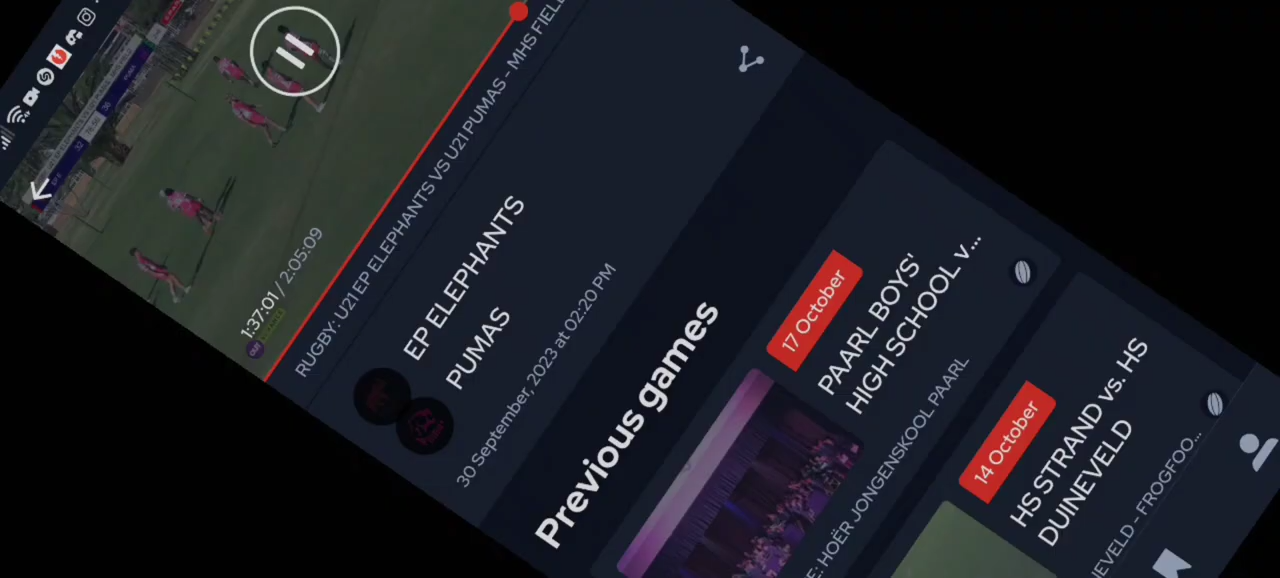 1:37:01 / 2:05:09
RUGBY: U21 EP ELEPHANTS VS U21 PUMAS - MHS FIEL
EP ELEPHANTS
PUMAS
30 September, 2023 at 02:20 PM
Previous games
17 October
PAARL BOYS'
HIGH SCHOOL v...
E: HOËR JONGENSKOOL PAARL
14 October
HS STRAND vs. HS
DUINEVELD
NEVELD - FROGFOO...